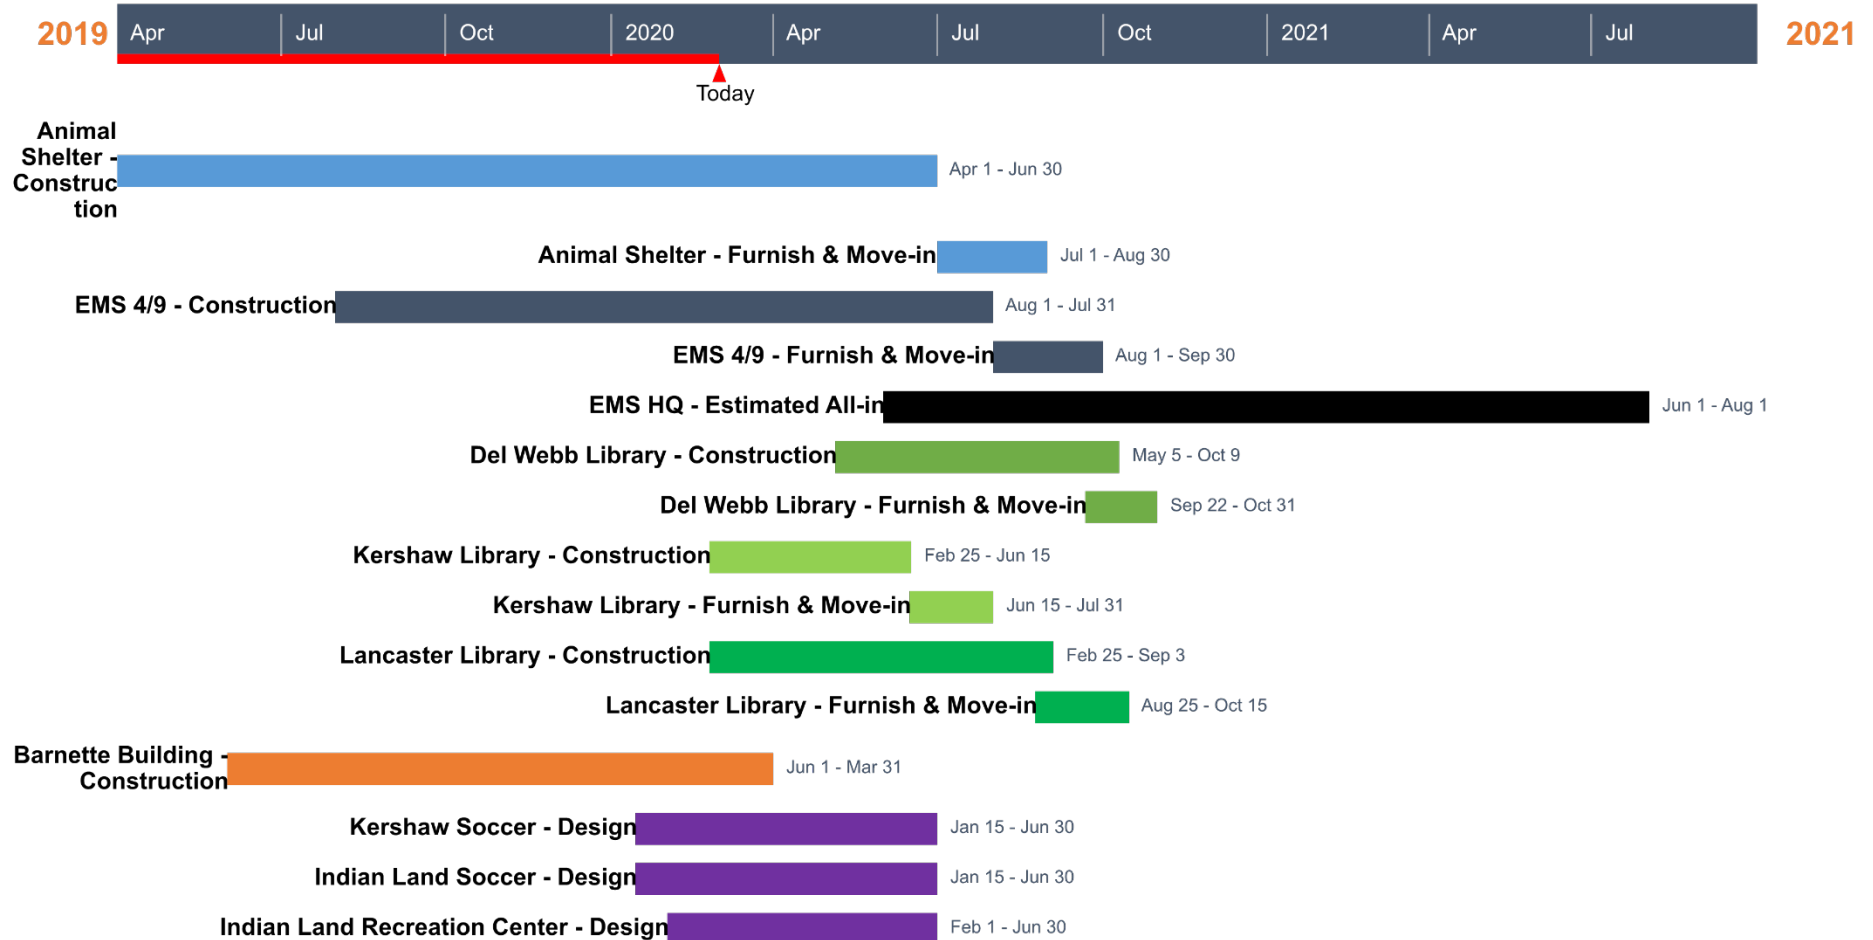 2019 Apr Jul Oct 2020 Apr Jul Oct 2021 Apr Jul 2021
Today
Animal
Shelter -
Construc
tion
Apr 1 - Jun 30
Animal Shelter - Furnish & Move-in Jul 1 - Aug 30
EMS 4/9 - Construction Aug 1 - Jul 31
EMS 4/9 - Furnish & Move-in Aug 1 - Sep 30
EMS HQ - Estimated All-in Jun 1 - Aug 1
Del Webb Library - Construction May 5 - Oct 9
Del Webb Library - Furnish & Move-in Sep 22 - Oct 31
Kershaw Library - Construction Feb 25 - Jun 15
Kershaw Library - Furnish & Move-in Jun 15 - Jul 31
Lancaster Library - Construction Feb 25 - Sep 3
Lancaster Library - Furnish & Move-in Aug 25 - Oct 15
Barnette Building -
Construction
Jun 1 - Mar 31
Kershaw Soccer - Design Jan 15 - Jun 30
Indian Land Soccer - Design Jan 15 - Jun 30
Indian Land Recreation Center - Design Feb 1 - Jun 30